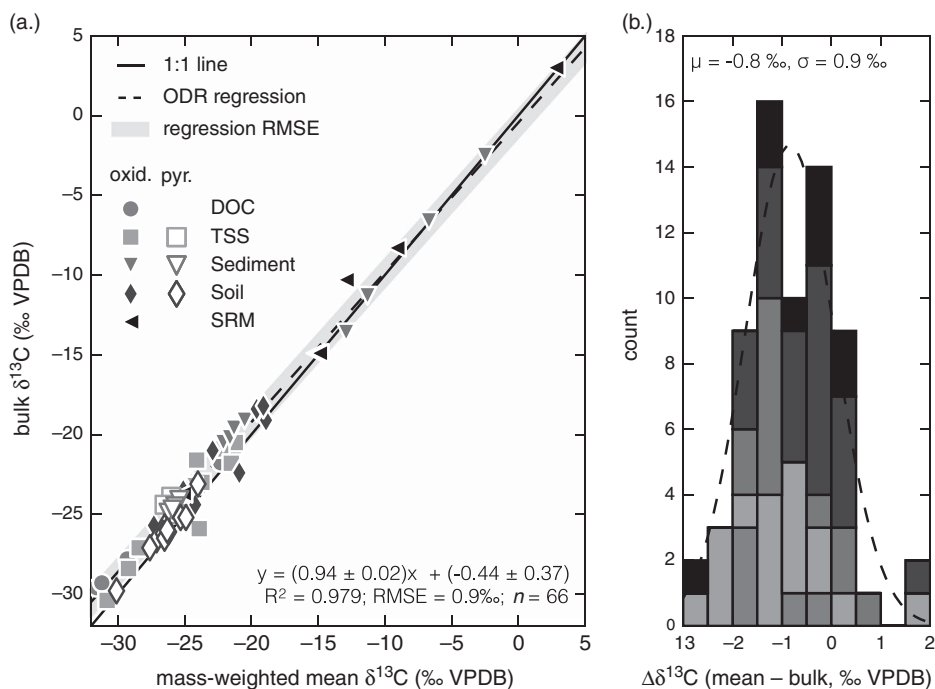 (a.)
1:1 line
ODR regression
regression RMSE
oxid. pyr.
DOC
TSS
Sediment
Soil
SRM
5
0
−5
−10
−15
−20
−25
−30
bulk δ13C (‰ VPDB)
y = (0.94 ± 0.02)x + (-0.44 ± 0.37)
R2 = 0.979; RMSE = 0.9‰; n = 66
−30 −25 −20 −15 −10 −5 0 5
mass-weighted mean δ13C (‰ VPDB)
(b.)
μ = -0.8 ‰, σ = 0.9 ‰
18
16
14
12
10
8
6
4
2
0
count
13 −2 −1 0 1 2
Δδ13C (mean – bulk, ‰ VPDB)